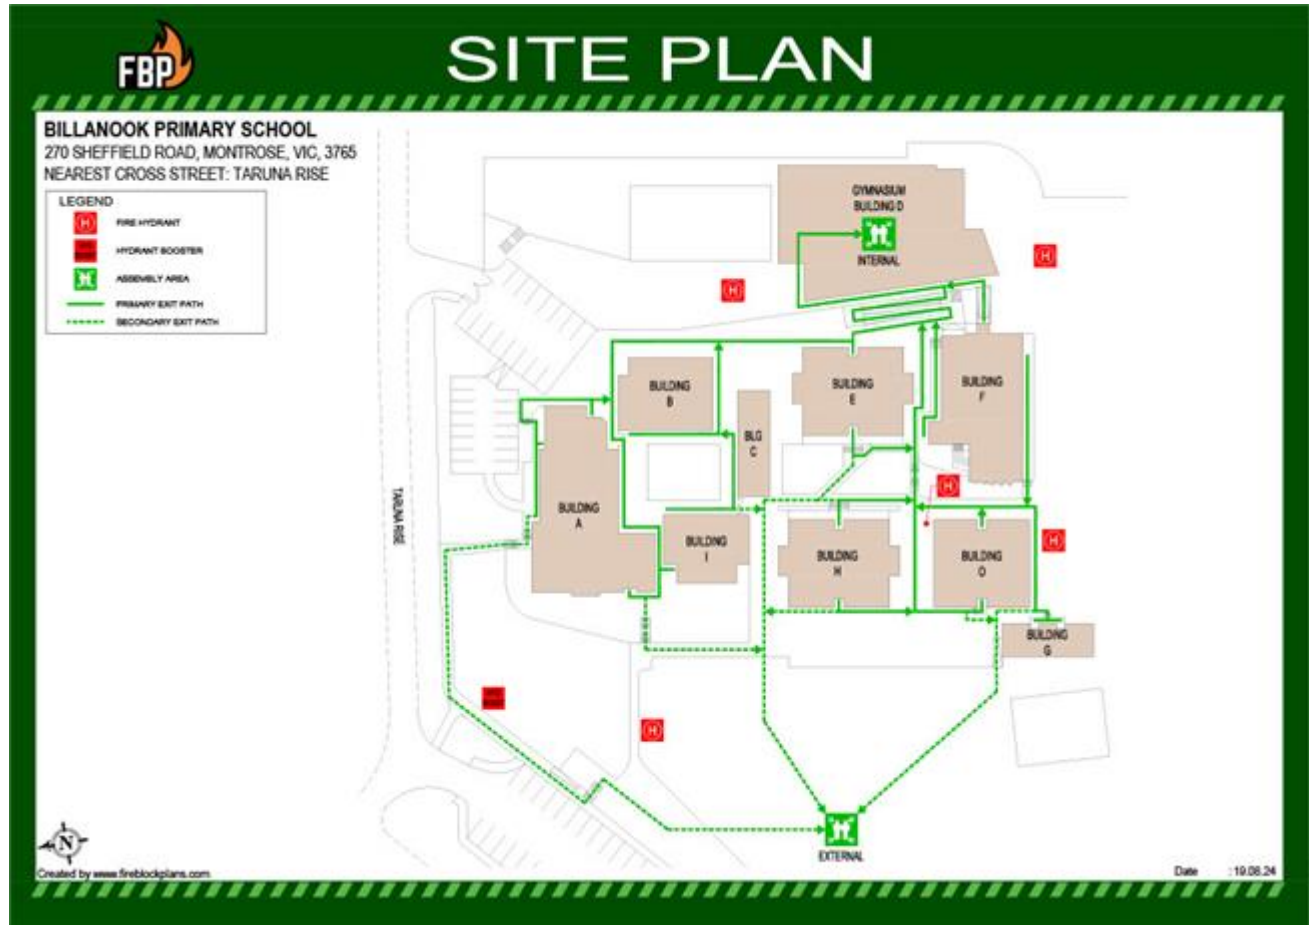 FBP
SITE PLAN
BILLANOOK PRIMARY SCHOOL
270 SHEFFIELD ROAD, MONTROSE, VIC, 3765
NEAREST CROSS STREET: TARUNA RISE
LEGEND
H FIRE HYDRANT
HYDRANT BOOSTER
ASSEMBLY AREA
PRIMARY EXIT PATH
SECONDARY EXIT PATH
GYMNASIUM
BUILDING D
INTERNAL
H
H
BUILDING
B
BUILDING
E
BUILDING
F
BLG
C
TARUNA RISE
BUILDING
A
H
BUILDING
I
BUILDING
H
BUILDING
O
H
BUILDING
G
H
EXTERNAL
N
Created by www.fireblockplans.com
Date : 19.08.24